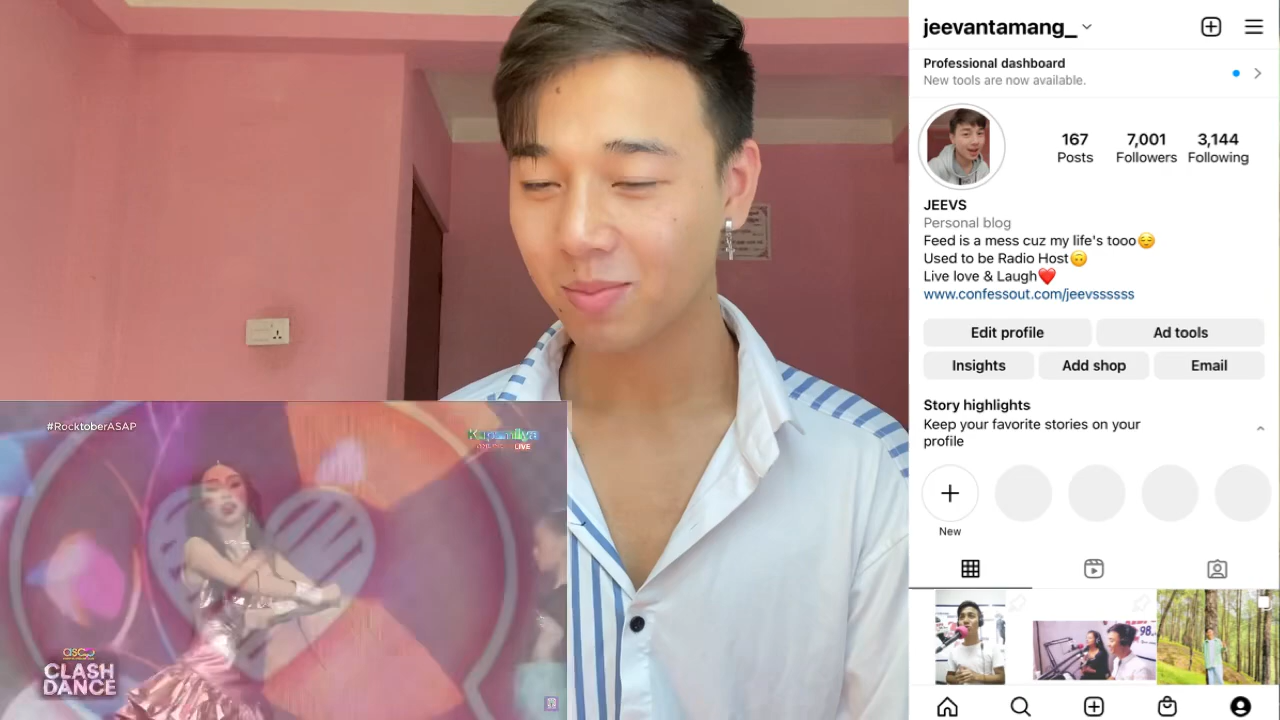 #RocktoberASAP
Kapamilya
LIVE
asap
CLASH
DANCE
jeevantamang_
Professional dashboard
New tools are now available.
167
Posts
7,001
Followers
3,144
Following
JEEVS
Personal blog
Feed is a mess cuz my life's tooo😌
Used to be Radio Host🙃
Live love & Laugh❤️
www.confessout.com/jeevssssss
Edit profile
Ad tools
Insights
Add shop
Email
Story highlights
Keep your favorite stories on your
profile
New
98.